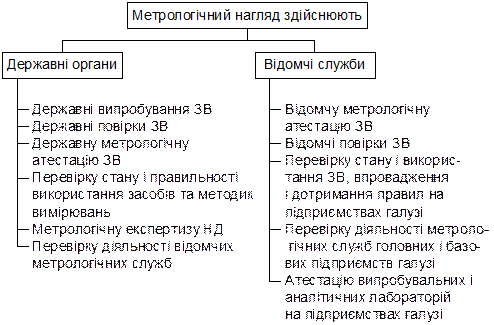 Метрологічний нагляд здійснюють
Державні органи
Державні випробування ЗВ
Державні повірки ЗВ
Державну метрологічну
атестацію ЗВ
Перевірку стану і правильності
використання засобів та методик
вимірювань
Метрологічну експертизу НД
Перевірку діяльності відомчих
метрологічних служб
Відомчі служби
Відомчу метрологічну
атестацію ЗВ
Відомчі повірки ЗВ
Перевірку стану і викорис-
тання ЗВ, впровадження
і дотримання правил на
підприємствах галузі
Перевірку діяльності метроло-
гічних служб головних і базо-
вих підприємств галузі
Атестацію випробувальних і
аналітичних лабораторій
на підприємствах галузі